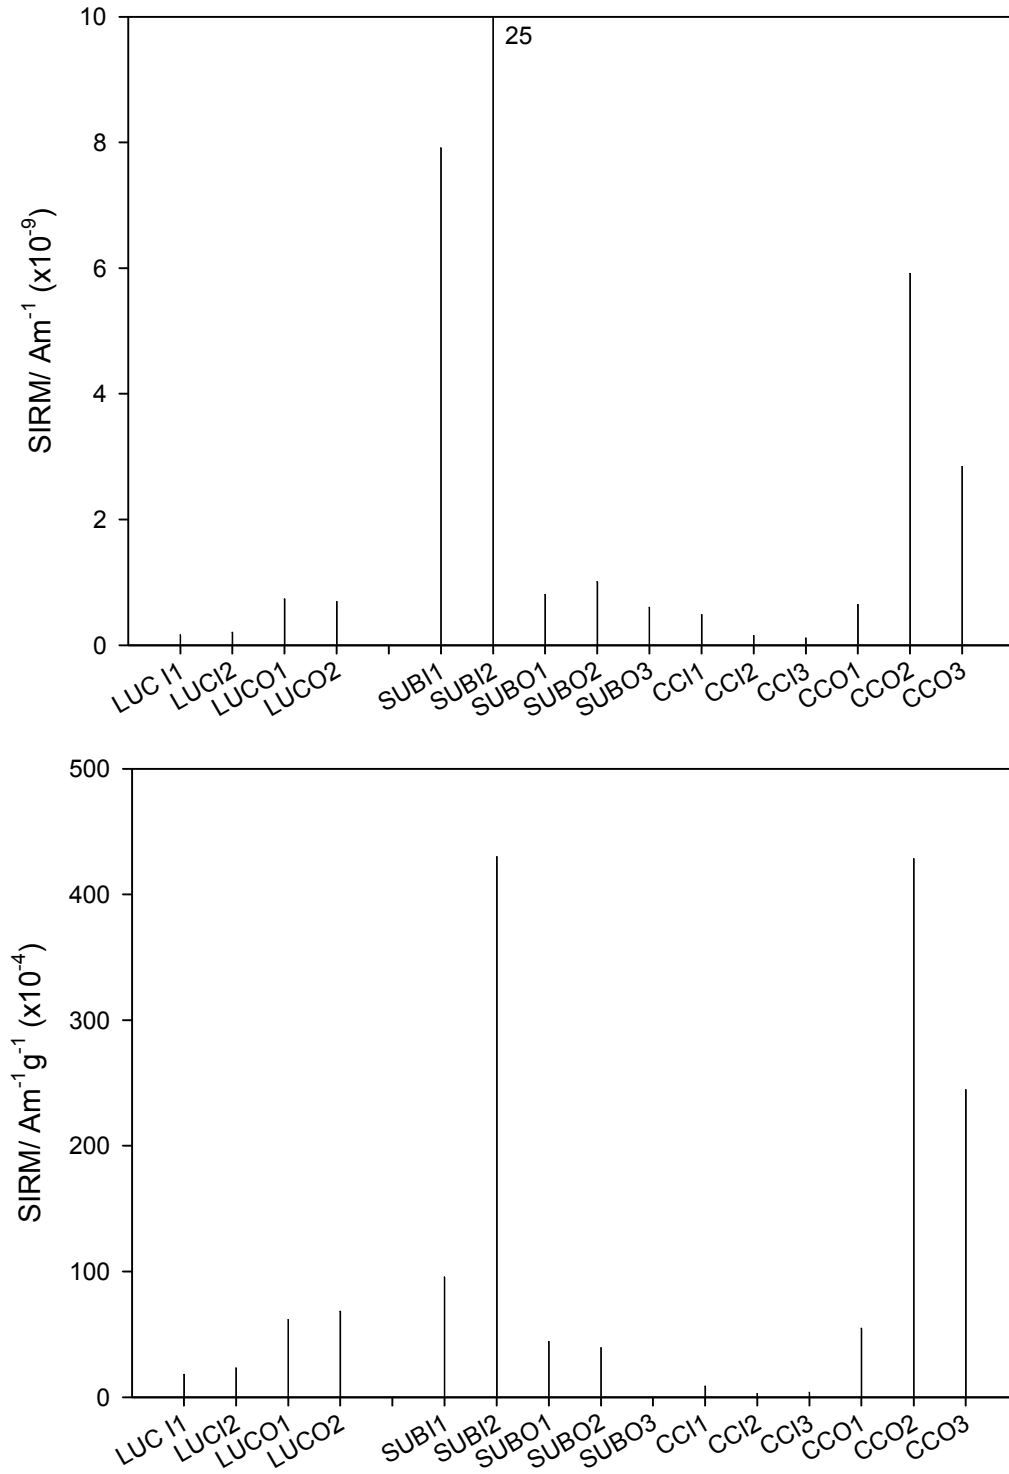 10
25
8
6
4
2
0
SIRM/ Am⁻¹ (x10⁻⁹)
LUC I1
LUCI2
LUCO1
LUCO2
SUBI1
SUBI2
SUBO1
SUBO2
SUBO3
CCI1
CCI2
CCI3
CCO1
CCO2
CCO3
500
400
300
200
100
0
SIRM/ Am⁻¹g⁻¹ (x10⁻⁴)
LUC I1
LUCI2
LUCO1
LUCO2
SUBI1
SUBI2
SUBO1
SUBO2
SUBO3
CCI1
CCI2
CCI3
CCO1
CCO2
CCO3